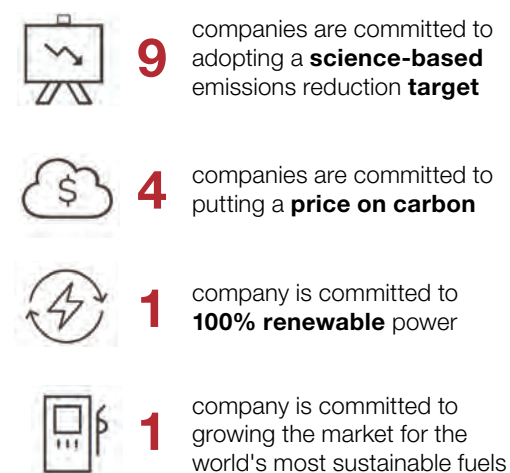 9
companies are committed to
adopting a science-based
emissions reduction target
$
4
companies are committed to
putting a price on carbon
1
company is committed to
100% renewable power
1
company is committed to
growing the market for the
world's most sustainable fuels